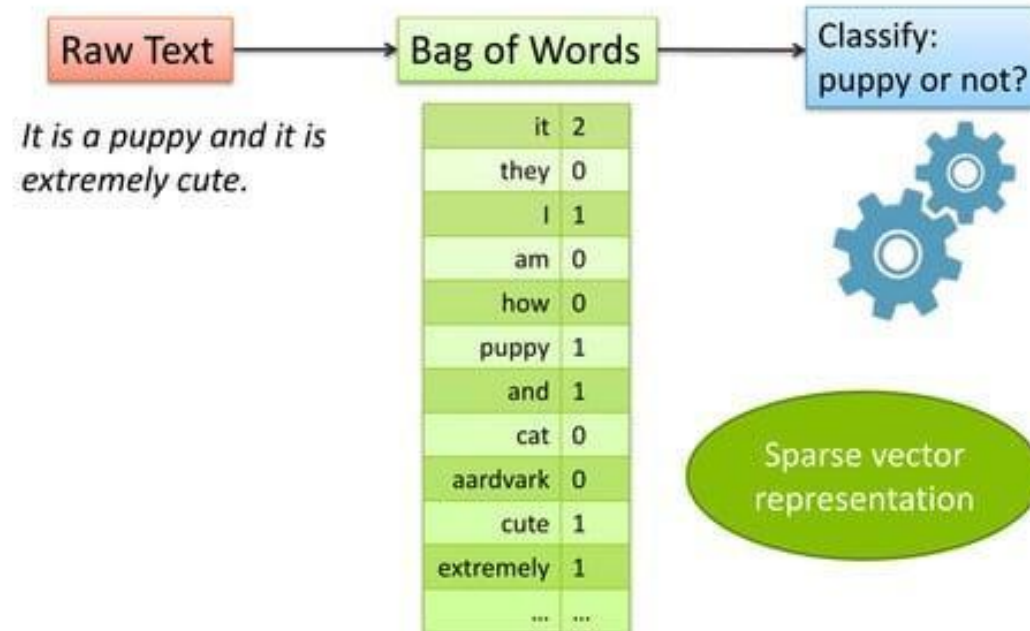 Raw Text
Bag of Words
Classify:
puppy or not?
It is a puppy and it is
extremely cute.
it 2
they 0
I 1
am 0
how 0
puppy 1
and 1
cat 0
aardvark 0
cute 1
extremely 1
... ...
Sparse vector
representation